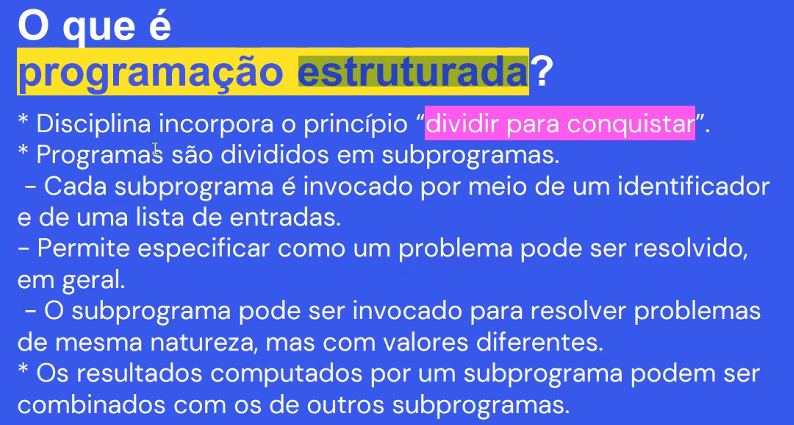 O que é
programação estruturada?
* Disciplina incorpora o princípio “dividir para conquistar”.
* Programas são divididos em subprogramas.
– Cada subprograma é invocado por meio de um identificador
e de uma lista de entradas.
– Permite especificar como um problema pode ser resolvido,
em geral.
– O subprograma pode ser invocado para resolver problemas
de mesma natureza, mas com valores diferentes.
* Os resultados computados por um subprograma podem ser
combinados com os de outros subprogramas.